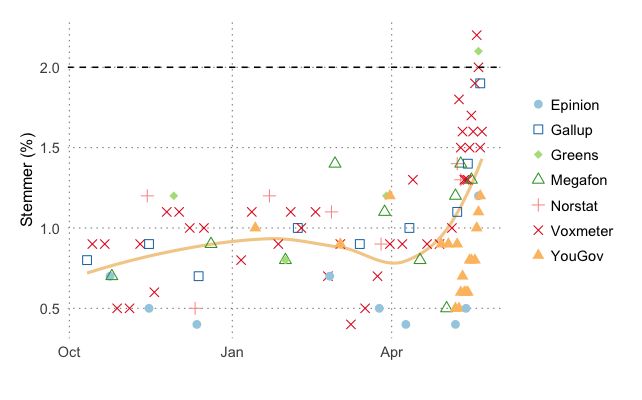 Stemmer (%)
2.0
1.5
1.0
0.5
Oct
Jan
Apr
Epinion
Gallup
Greens
Megafon
Norstat
Voxmeter
YouGov